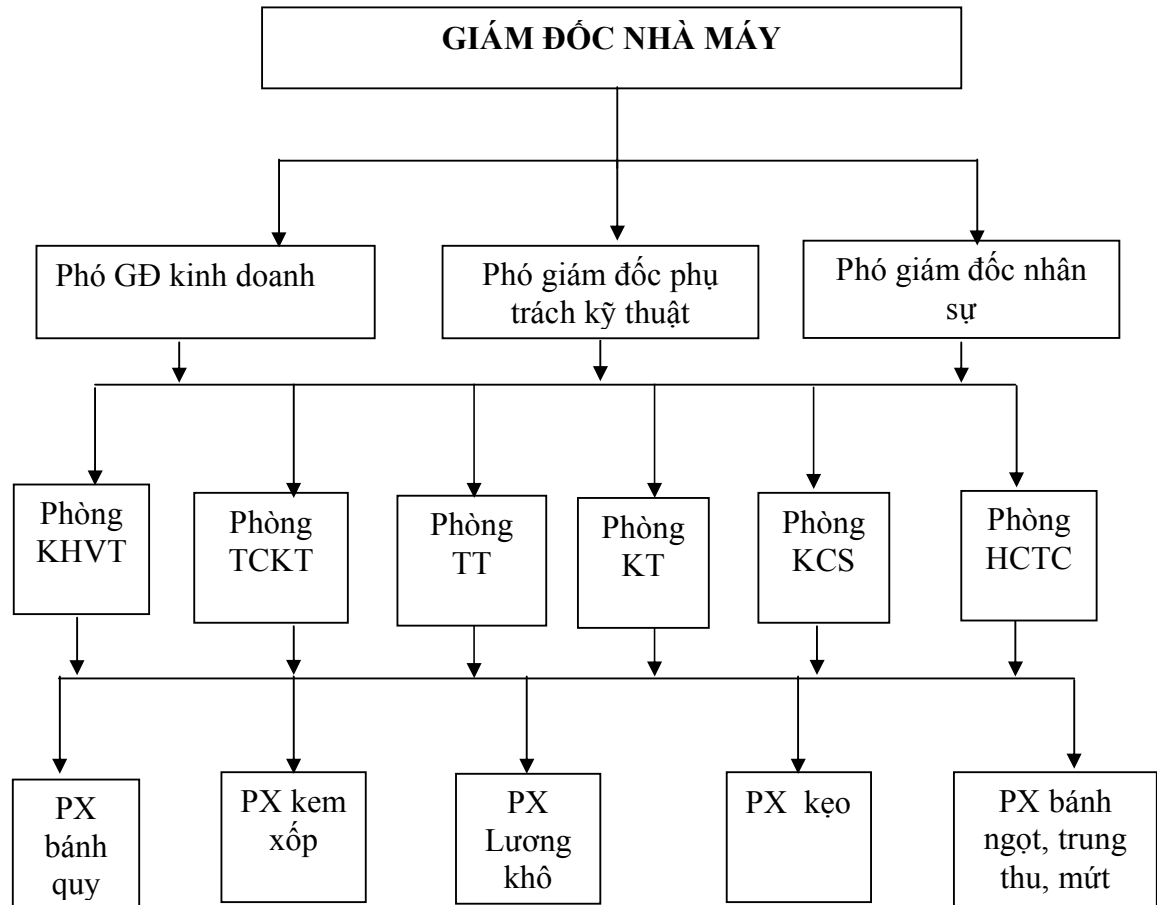 GIÁM ĐỐC NHÀ MÁY
Phó GĐ kinh doanh
Phó giám đốc phụ
trách kỹ thuật
Phó giám đốc nhân
sự
Phòng
KHVT
Phòng
TCKT
Phòng
TT
Phòng
KT
Phòng
KCS
Phòng
HCTC
PX
bánh
quy
PX kem
xốp
PX
Lương
khô
PX kẹo
PX bánh
ngọt, trung
thu, mứt